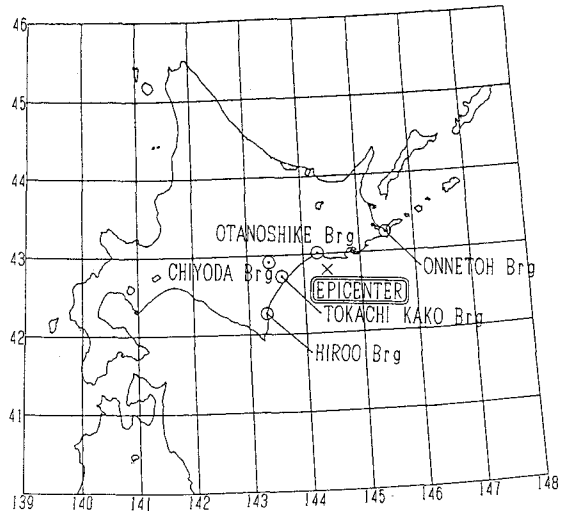 46
45
44
43
42
41
OTANOSHIKE Brg
CHIYODA Brg
ONNETOH Brg
EPICENTER
TOKACHI KAKO Brg
HIROO Brg
139 140 141 142 143 144 145 146 147 148